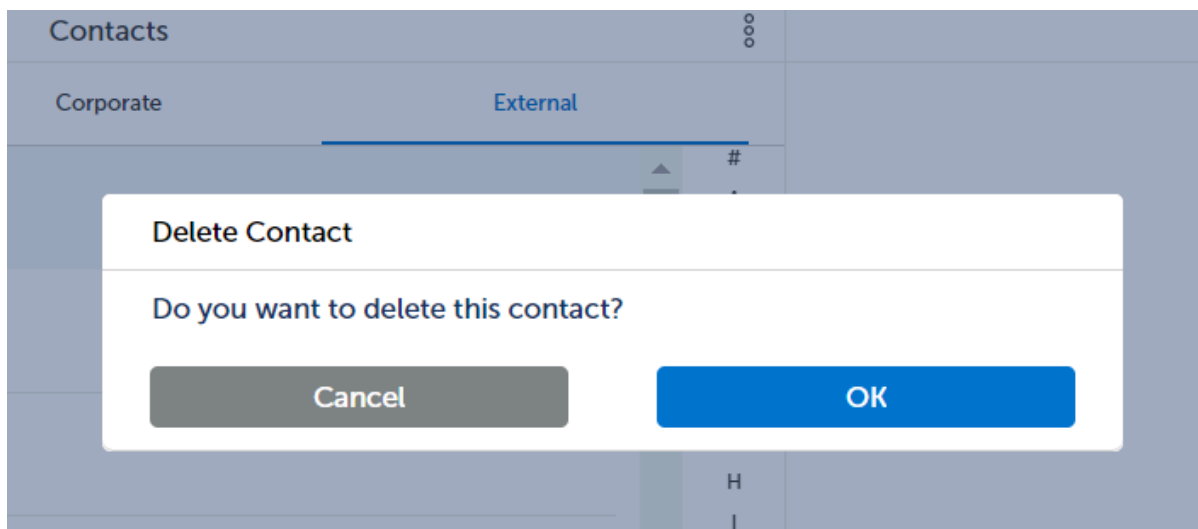 Contacts
Corporate External
#
Delete Contact
Do you want to delete this contact?
Cancel OK
H